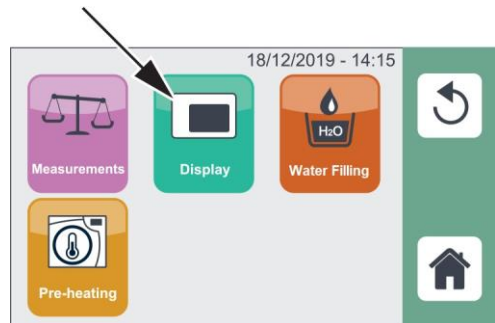 18/12/2019 - 14:15
Measurements
Display
H2O
Water Filling
Pre-heating